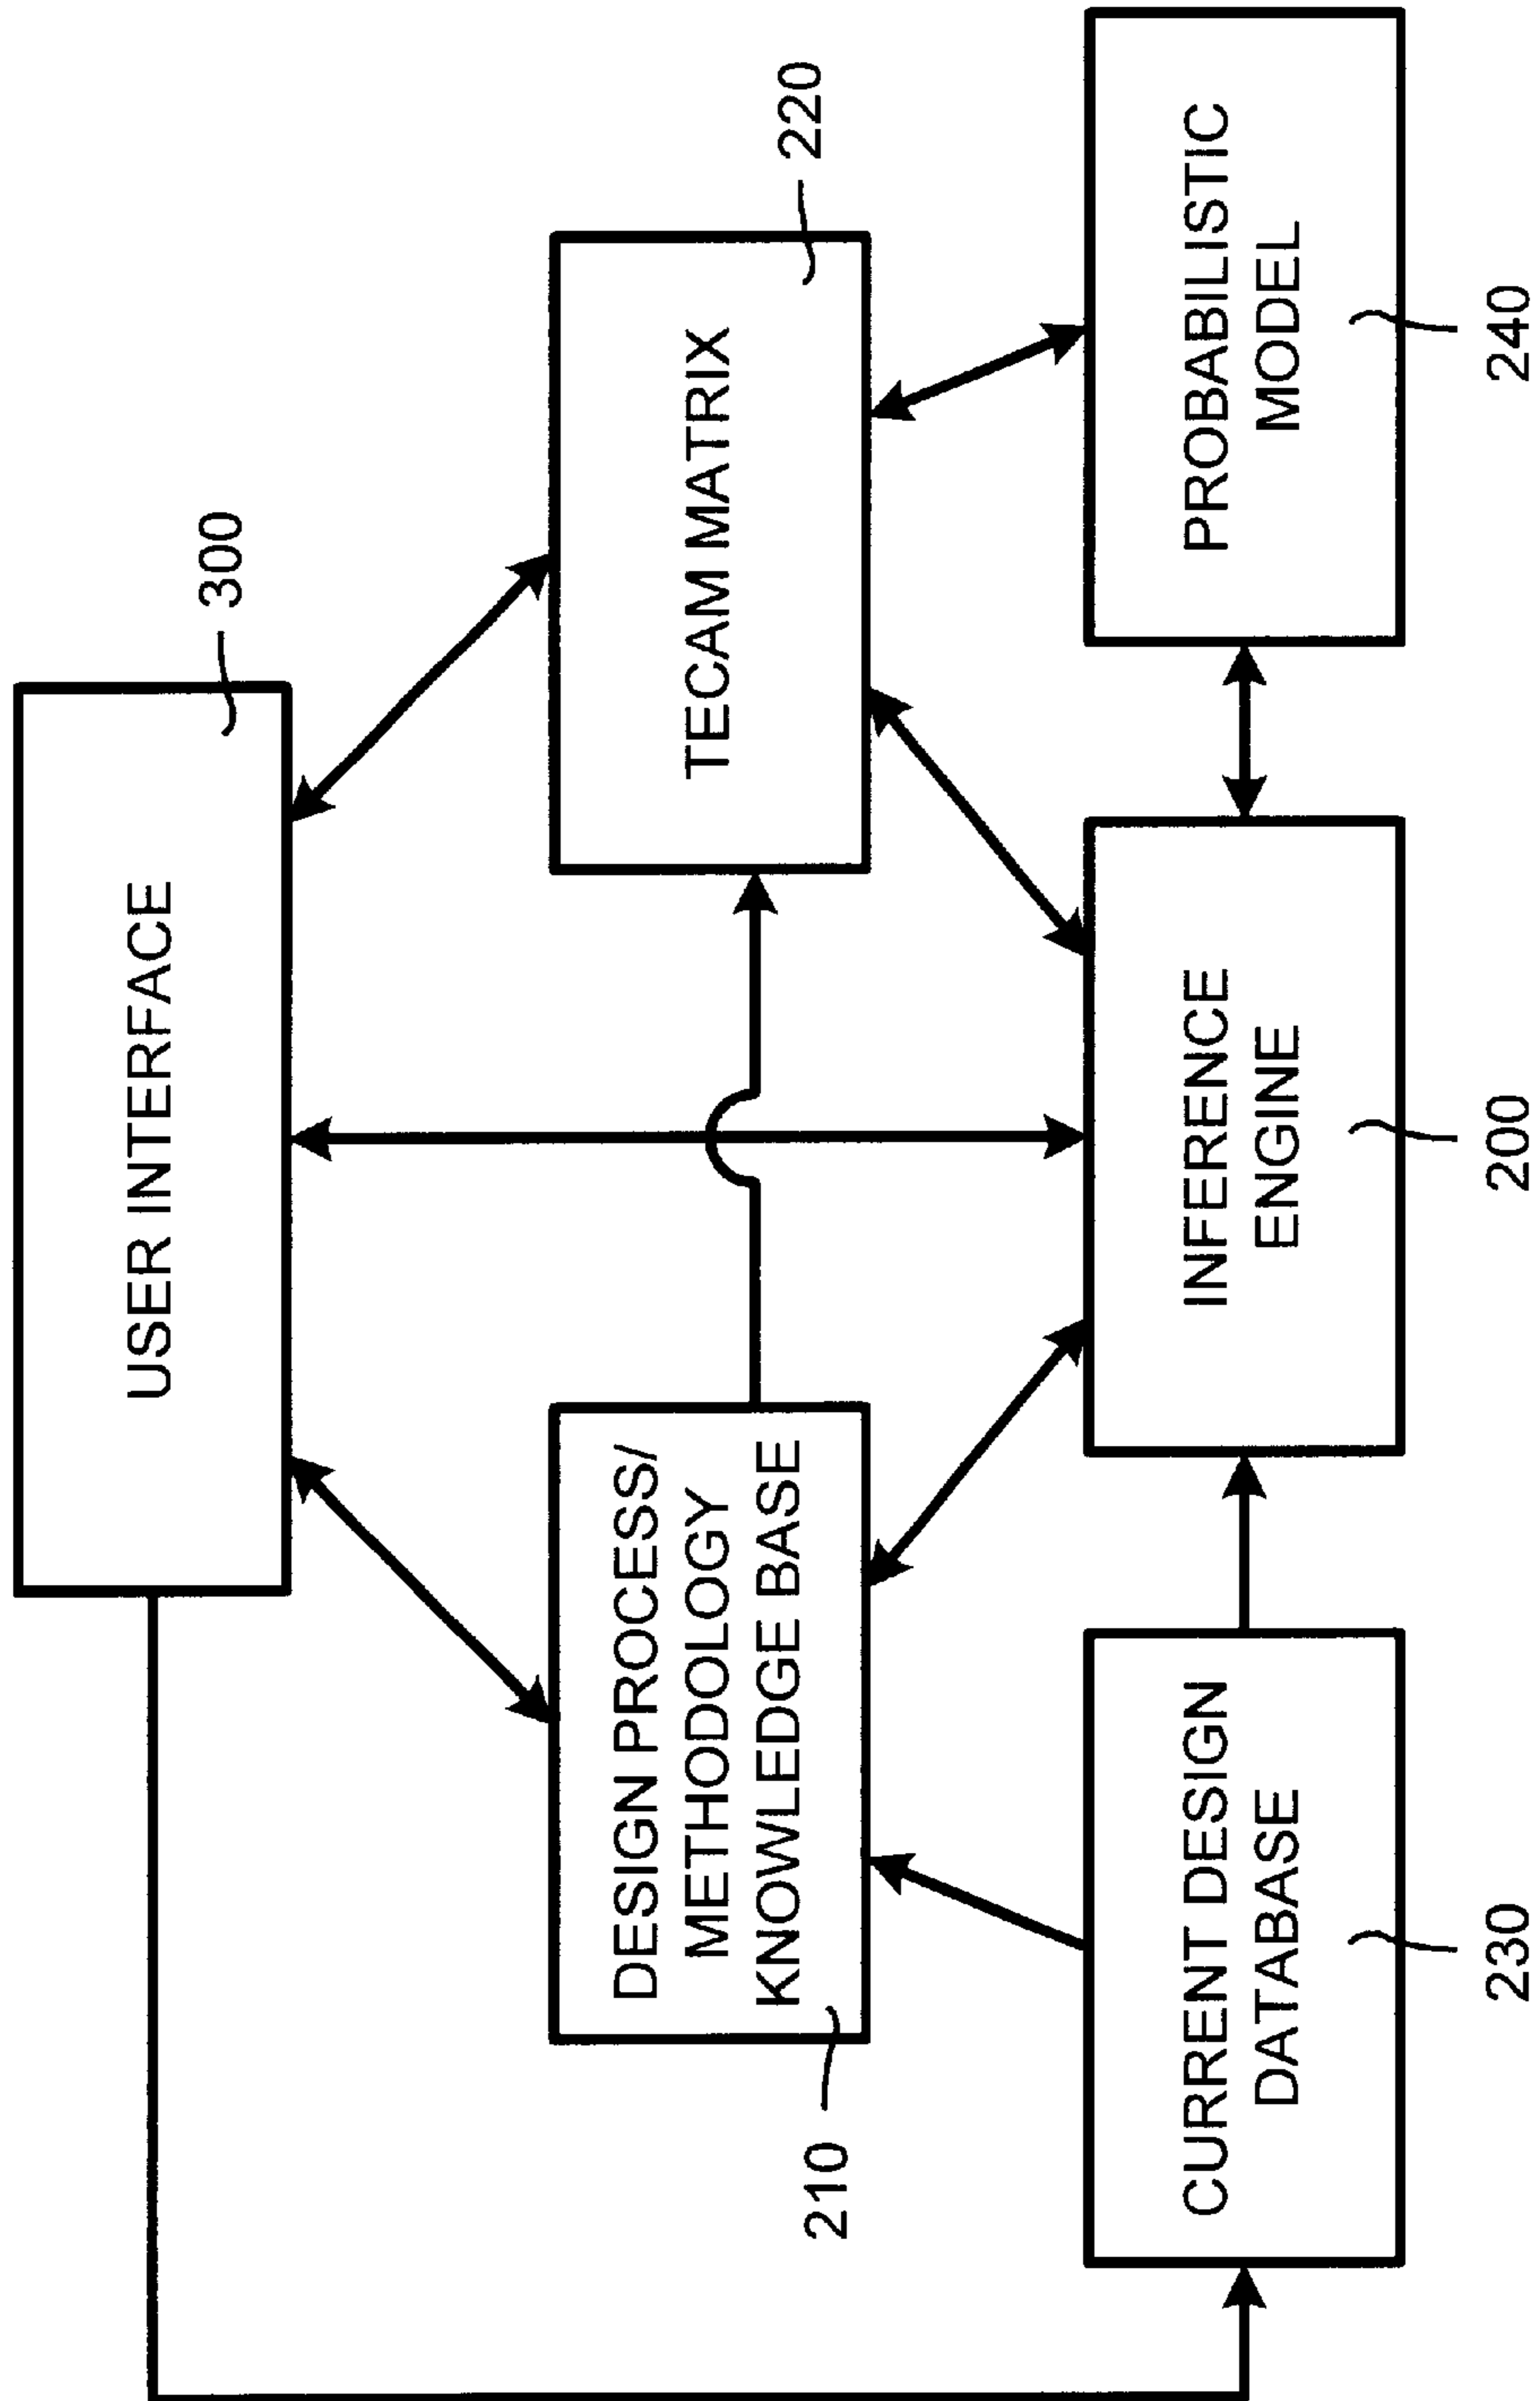 USER INTERFACE
300
DESIGN PROCESS/
METHODOLOGY
KNOWLEDGE BASE
210
TECAM MATRIX
220
CURRENT DESIGN
DATABASE
230
INFERENCE
ENGINE
200
PROBABILISTIC
MODEL
240